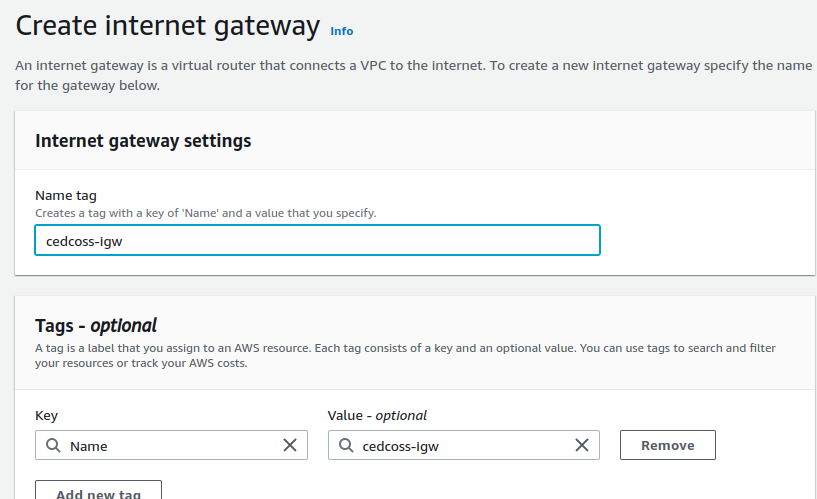 Create internet gateway Info
An internet gateway is a virtual router that connects a VPC to the internet. To create a new internet gateway specify the name
for the gateway below.
Internet gateway settings
Name tag
Creates a tag with a key of 'Name' and a value that you specify.
cedcoss-igw
Tags - optional
A tag is a label that you assign to an AWS resource. Each tag consists of a key and an optional value. You can use tags to search and filter
your resources or track your AWS costs.
Key Value - optional
Name cedcoss-igw Remove
Add new tag